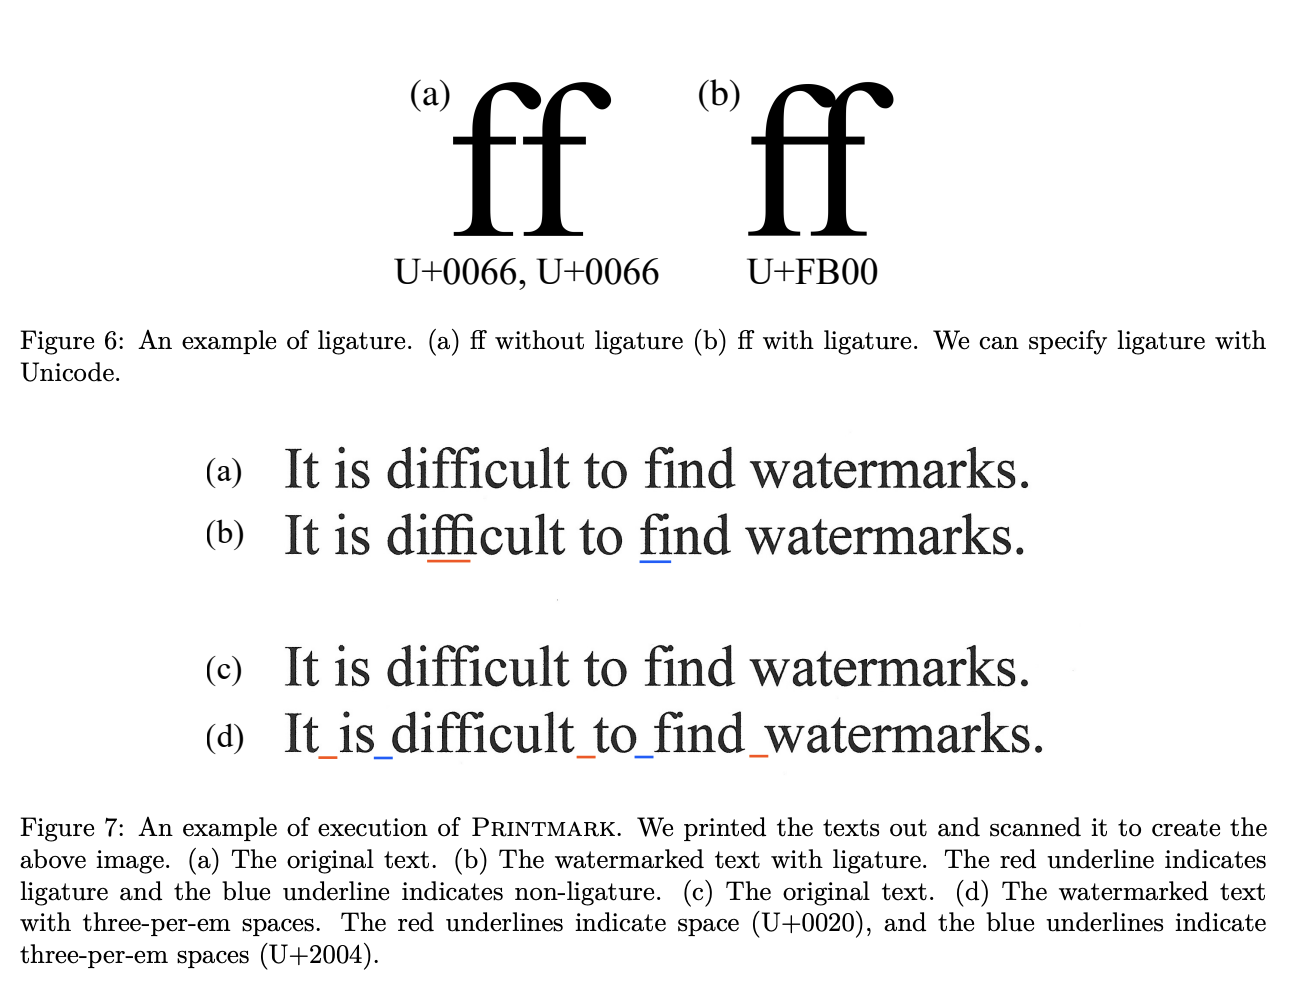 (a) ff (b) ff
U+0066, U+0066 U+FB00
Figure 6: An example of ligature. (a) ff without ligature (b) ff with ligature. We can specify ligature with
Unicode.
(a) It is difficult to find watermarks.
(b) It is difficult to find watermarks.
(c) It is difficult to find watermarks.
(d) It is difficult to find watermarks.
Figure 7: An example of execution of PRINTMARK. We printed the texts out and scanned it to create the
above image. (a) The original text. (b) The watermarked text with ligature. The red underline indicates
ligature and the blue underline indicates non-ligature. (c) The original text. (d) The watermarked text
with three-per-em spaces. The red underlines indicate space (U+0020), and the blue underlines indicate
three-per-em spaces (U+2004).